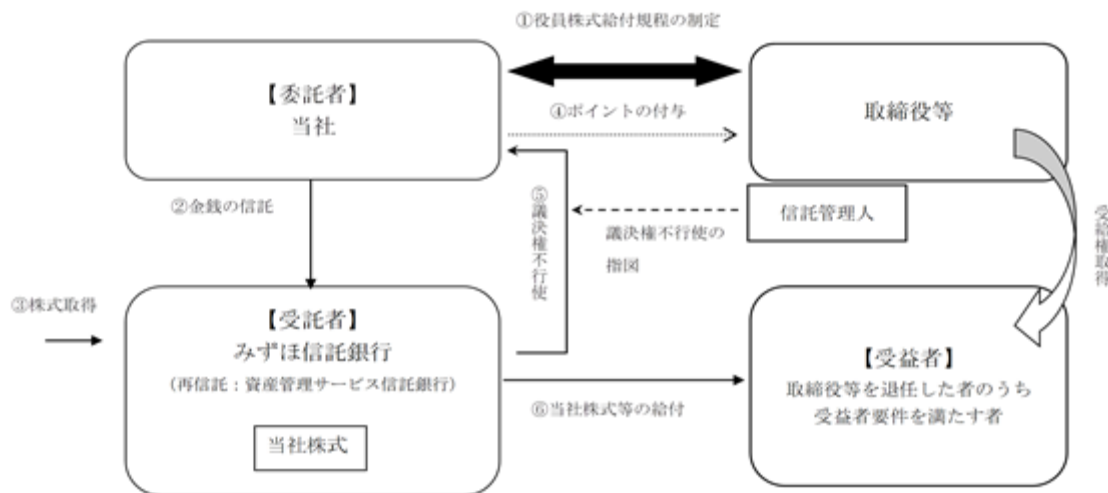 ①役員株式給付規程の制定
【委託者】
当社
④ポイントの付与
取締役等
②金銭の信託
⑤議決権不行使
議決権不行使の
指図
信託管理人
受給権取得
③株式取得
【受託者】
みずほ信託銀行
（再信託：資産管理サービス信託銀行）
当社株式
⑥当社株式等の給付
【受益者】
取締役等を退任した者のうち
受益者要件を満たす者